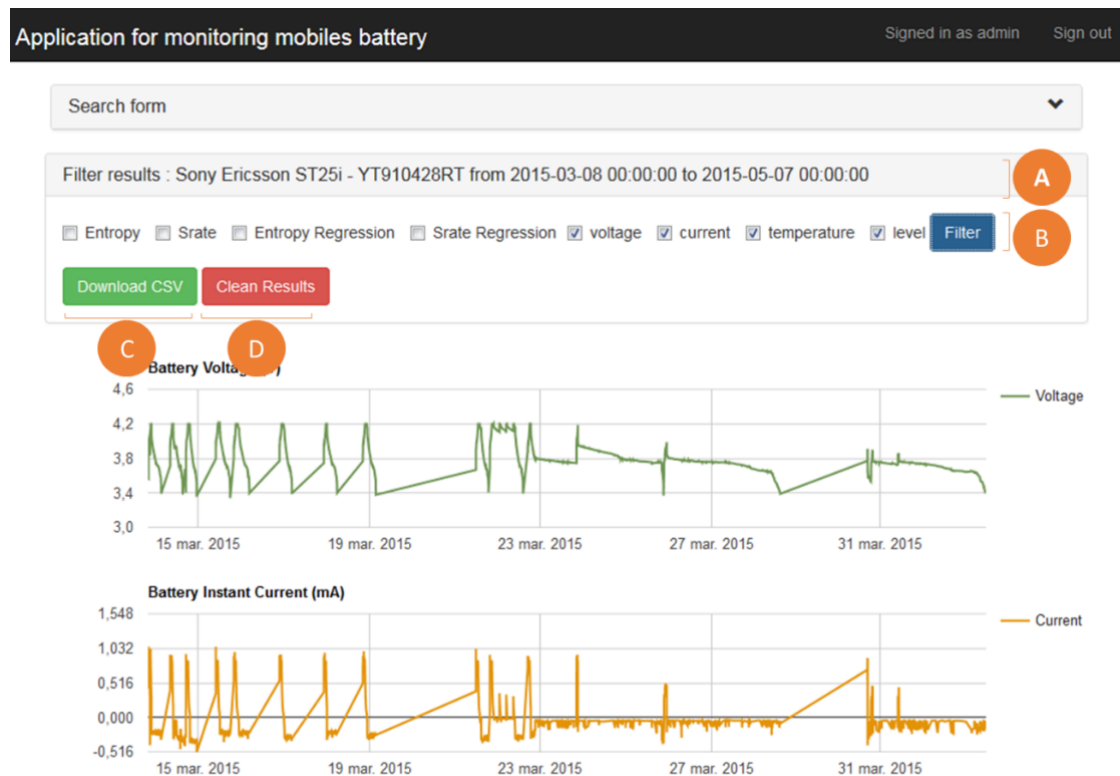 Application for monitoring mobiles battery
Signed in as admin
Sign out
Search form
Filter results : Sony Ericsson ST25i - YT910428RT from 2015-03-08 00:00:00 to 2015-05-07 00:00:00
A
Entropy Srate Entropy Regression Srate Regression voltage current temperature level Filter
B
Download CSV Clean Results
C D
Battery
4,6
Voltage
4,2
3,8
3,4
3,0
15 mar. 2015 19 mar. 2015 23 mar. 2015 27 mar. 2015 31 mar. 2015
Battery Instant Current (mA)
1,548
Current
1,032
0,516
0,000
-0,516
15 mar. 2015 19 mar. 2015 23 mar. 2015 27 mar. 2015 31 mar. 2015